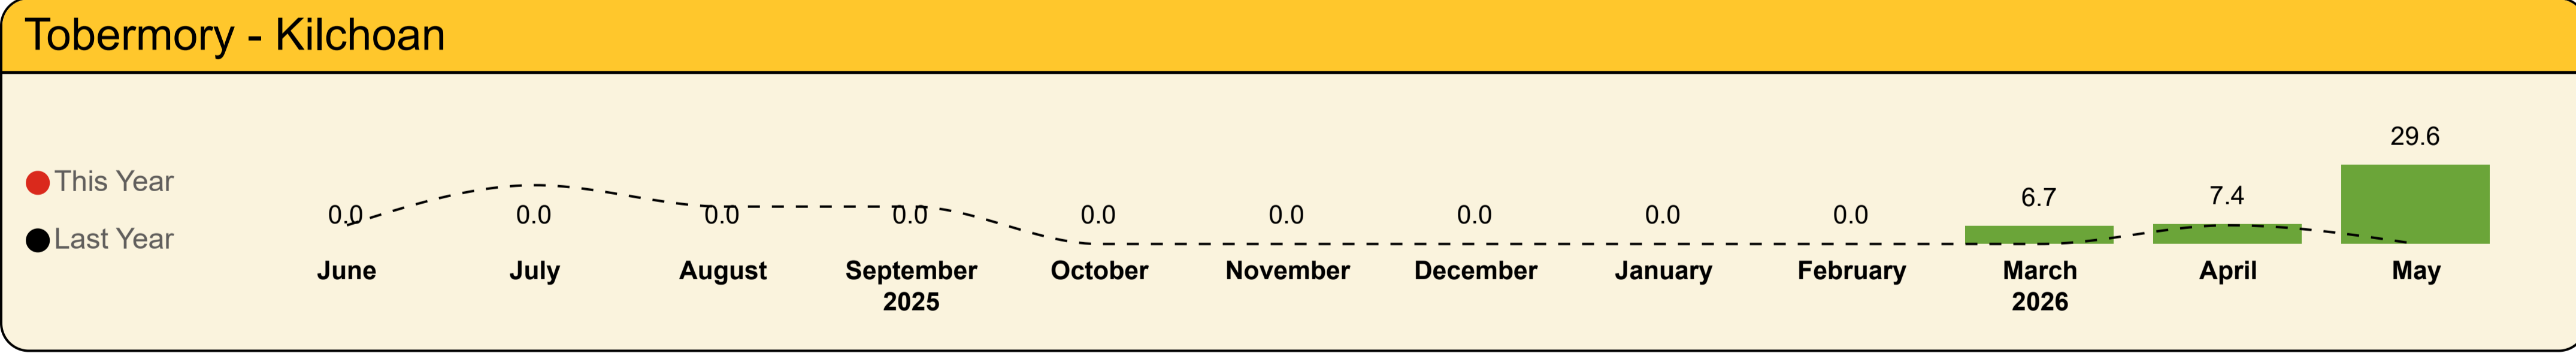 Tobermory - Kilchoan
29.6
This Year
6.7 7.4
0.0 0.0 0.0 0.0 0.0 0.0 0.0 0.0 0.0
Last Year
June July August September October November December January February March April May
2025 2026